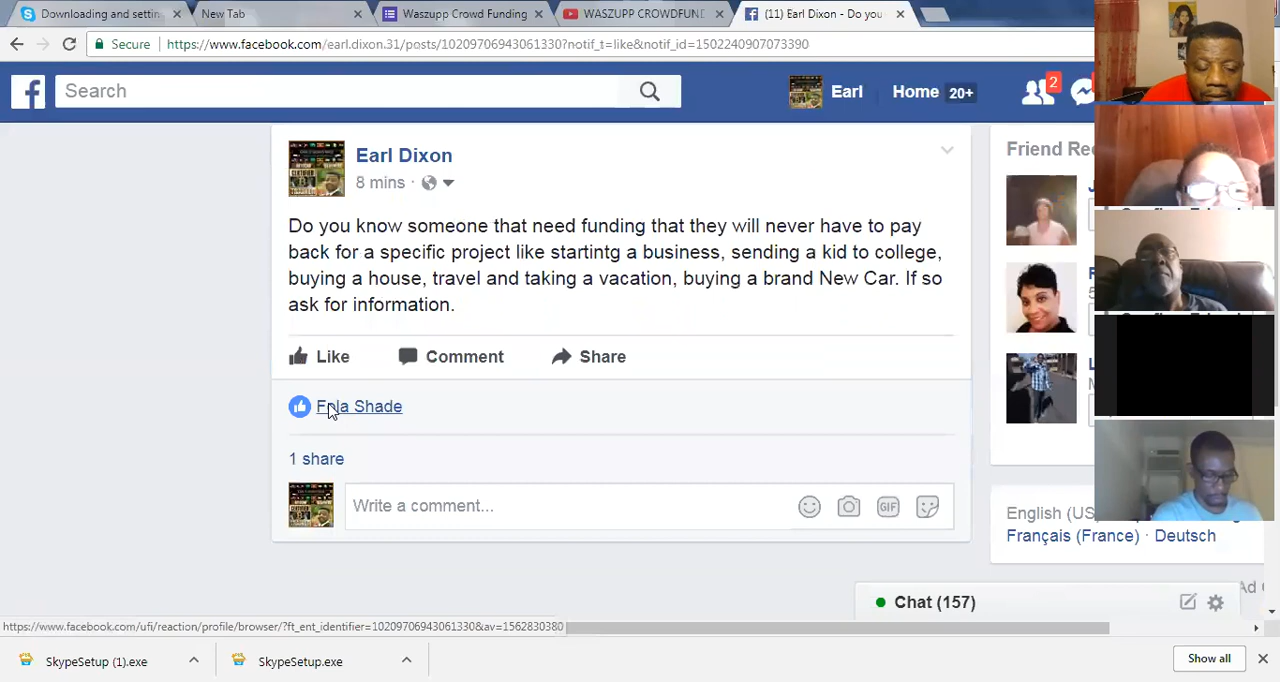 Downloading and settin
New Tab
Waszupp Crowd Funding
WASZUPP CROWDFUN
(11) Earl Dixon - Do you
Secure
https://www.facebook.com/earl.dixon.31/posts/10209706943061330?notif_t=like&notif_id=1502240907073390
Search
Earl
Home 20+
2
Earl Dixon
8 mins ·
Friend Re
Do you know someone that need funding that they will never have to pay
back for a specific project like startintg a business, sending a kid to college,
buying a house, travel and taking a vacation, buying a brand New Car. If so
ask for information.
Like
Comment
Share
Fola Shade
1 share
Write a comment...
GIF
English (US)
Français (France) · Deutsch
Ad
Chat (157)
https://www.facebook.com/ufi/reaction/profile/browser/?ft_ent_identifier=10209706943061330&av=1562830380
SkypeSetup (1).exe
SkypeSetup.exe
Show all